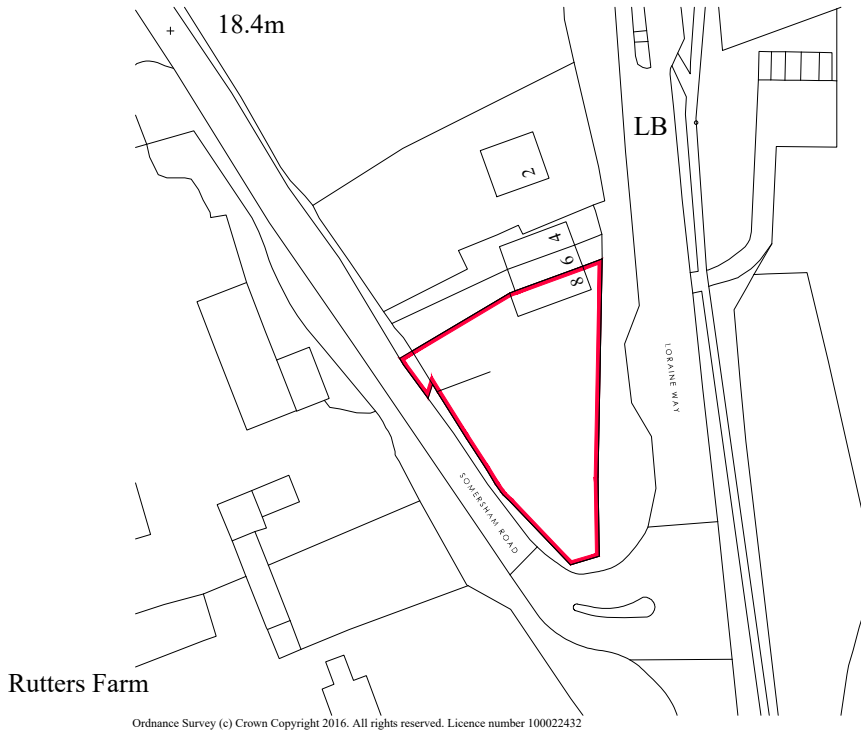 18.4m
LB
2
4
6
8
LORAINE WAY
SOMERSHAM ROAD
Rutters Farm
Ordnance Survey (c) Crown Copyright 2016. All rights reserved. Licence number 100022432